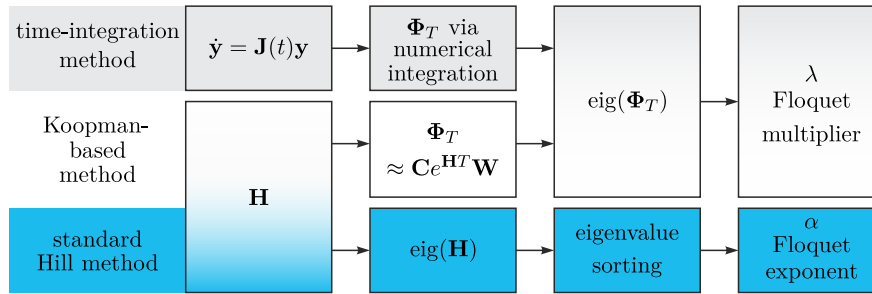 time-integration
method
ẏ = J(t)y
Φ_T via
numerical
integration
eig(Φ_T)
λ
Floquet
multiplier
Koopman-
based
method
H
Φ_T
≈ Ce^{HT}W
standard
Hill method
eig(H)
eigenvalue
sorting
α
Floquet
exponent